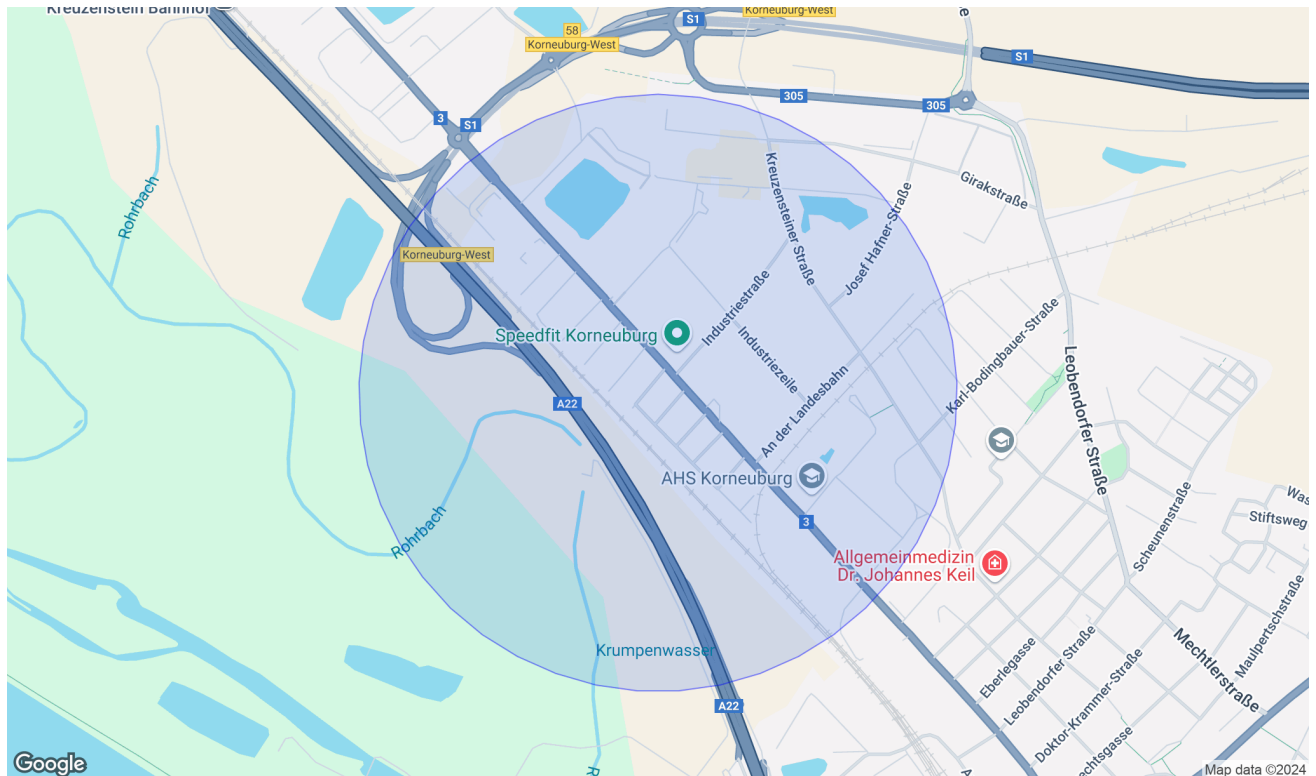 Kreuzenstein Bahnhof
58
Korneuburg-West
S1
Korneuburg-West
S1
305
305
3
S1
Rohrbach
Kreuzensteiner Straße
Girakstraße
Josef Hafner-Straße
Korneuburg-West
Speedfit Korneuburg
Industriestraße
Industriezeile
Karl-Bodingbauer-Straße
Leobendorfer Straße
A22
An der Landesbahn
AHS Korneuburg
3
Rohrbach
Scheunenstraße
Stiftsweg
Allgemeinmedizin
Dr. Johannes Keil
Krumpenwasser
Eberlegasse
Leobendorfer Straße
Doktor-Krammer-Straße
Mechtlerstraße
Maulpertschstraße
A22
Google
Map data ©2024